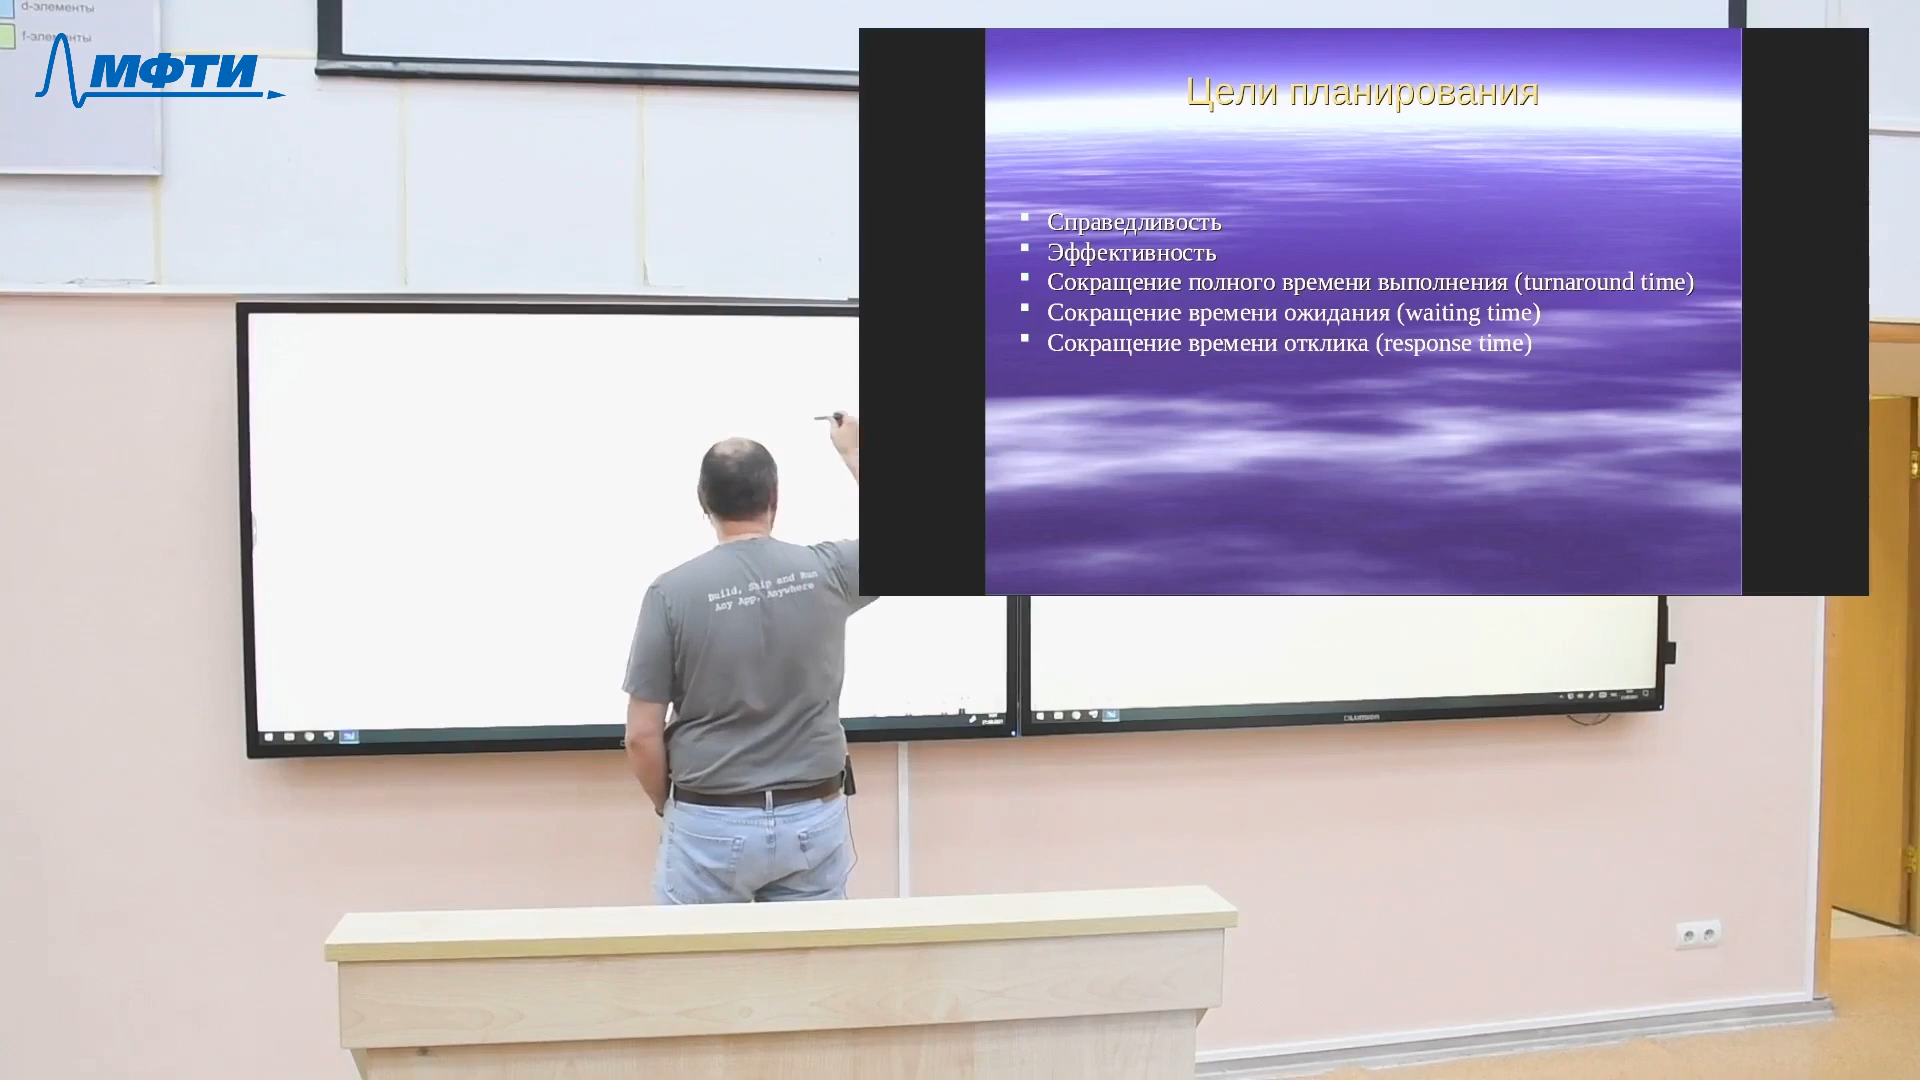 d-элементы
f-элементы
МФТИ
Цели планирования
Справедливость
Эффективность
Сокращение полного времени выполнения (turnaround time)
Сокращение времени ожидания (waiting time)
Сокращение времени отклика (response time)
Build, Ship and Run
Any App, Anywhere